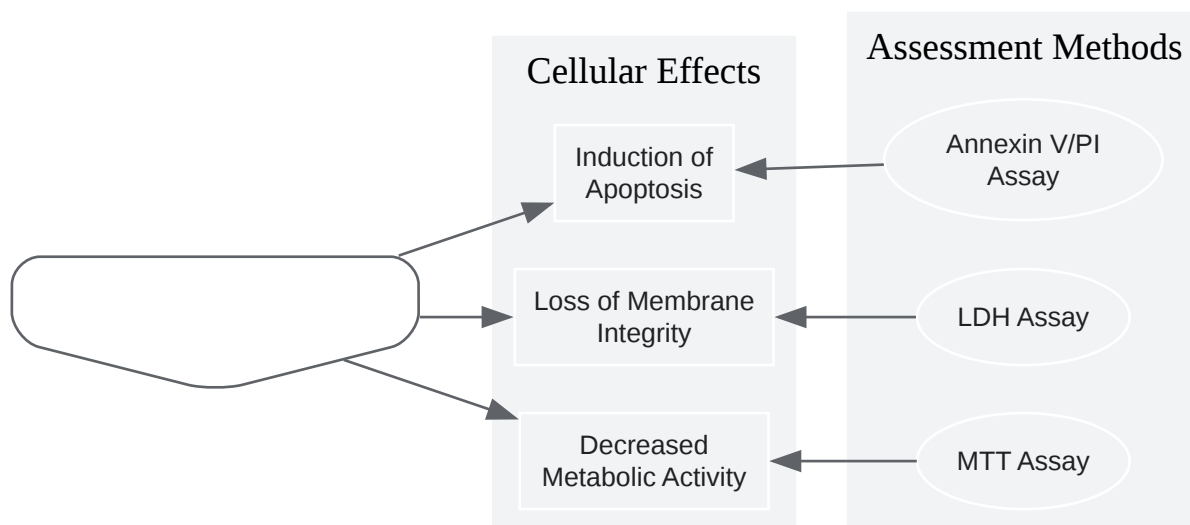 Cellular Effects
Induction of
Apoptosis
Loss of Membrane
Integrity
Decreased
Metabolic Activity
Assessment Methods
Annexin V/PI
Assay
LDH Assay
MTT Assay